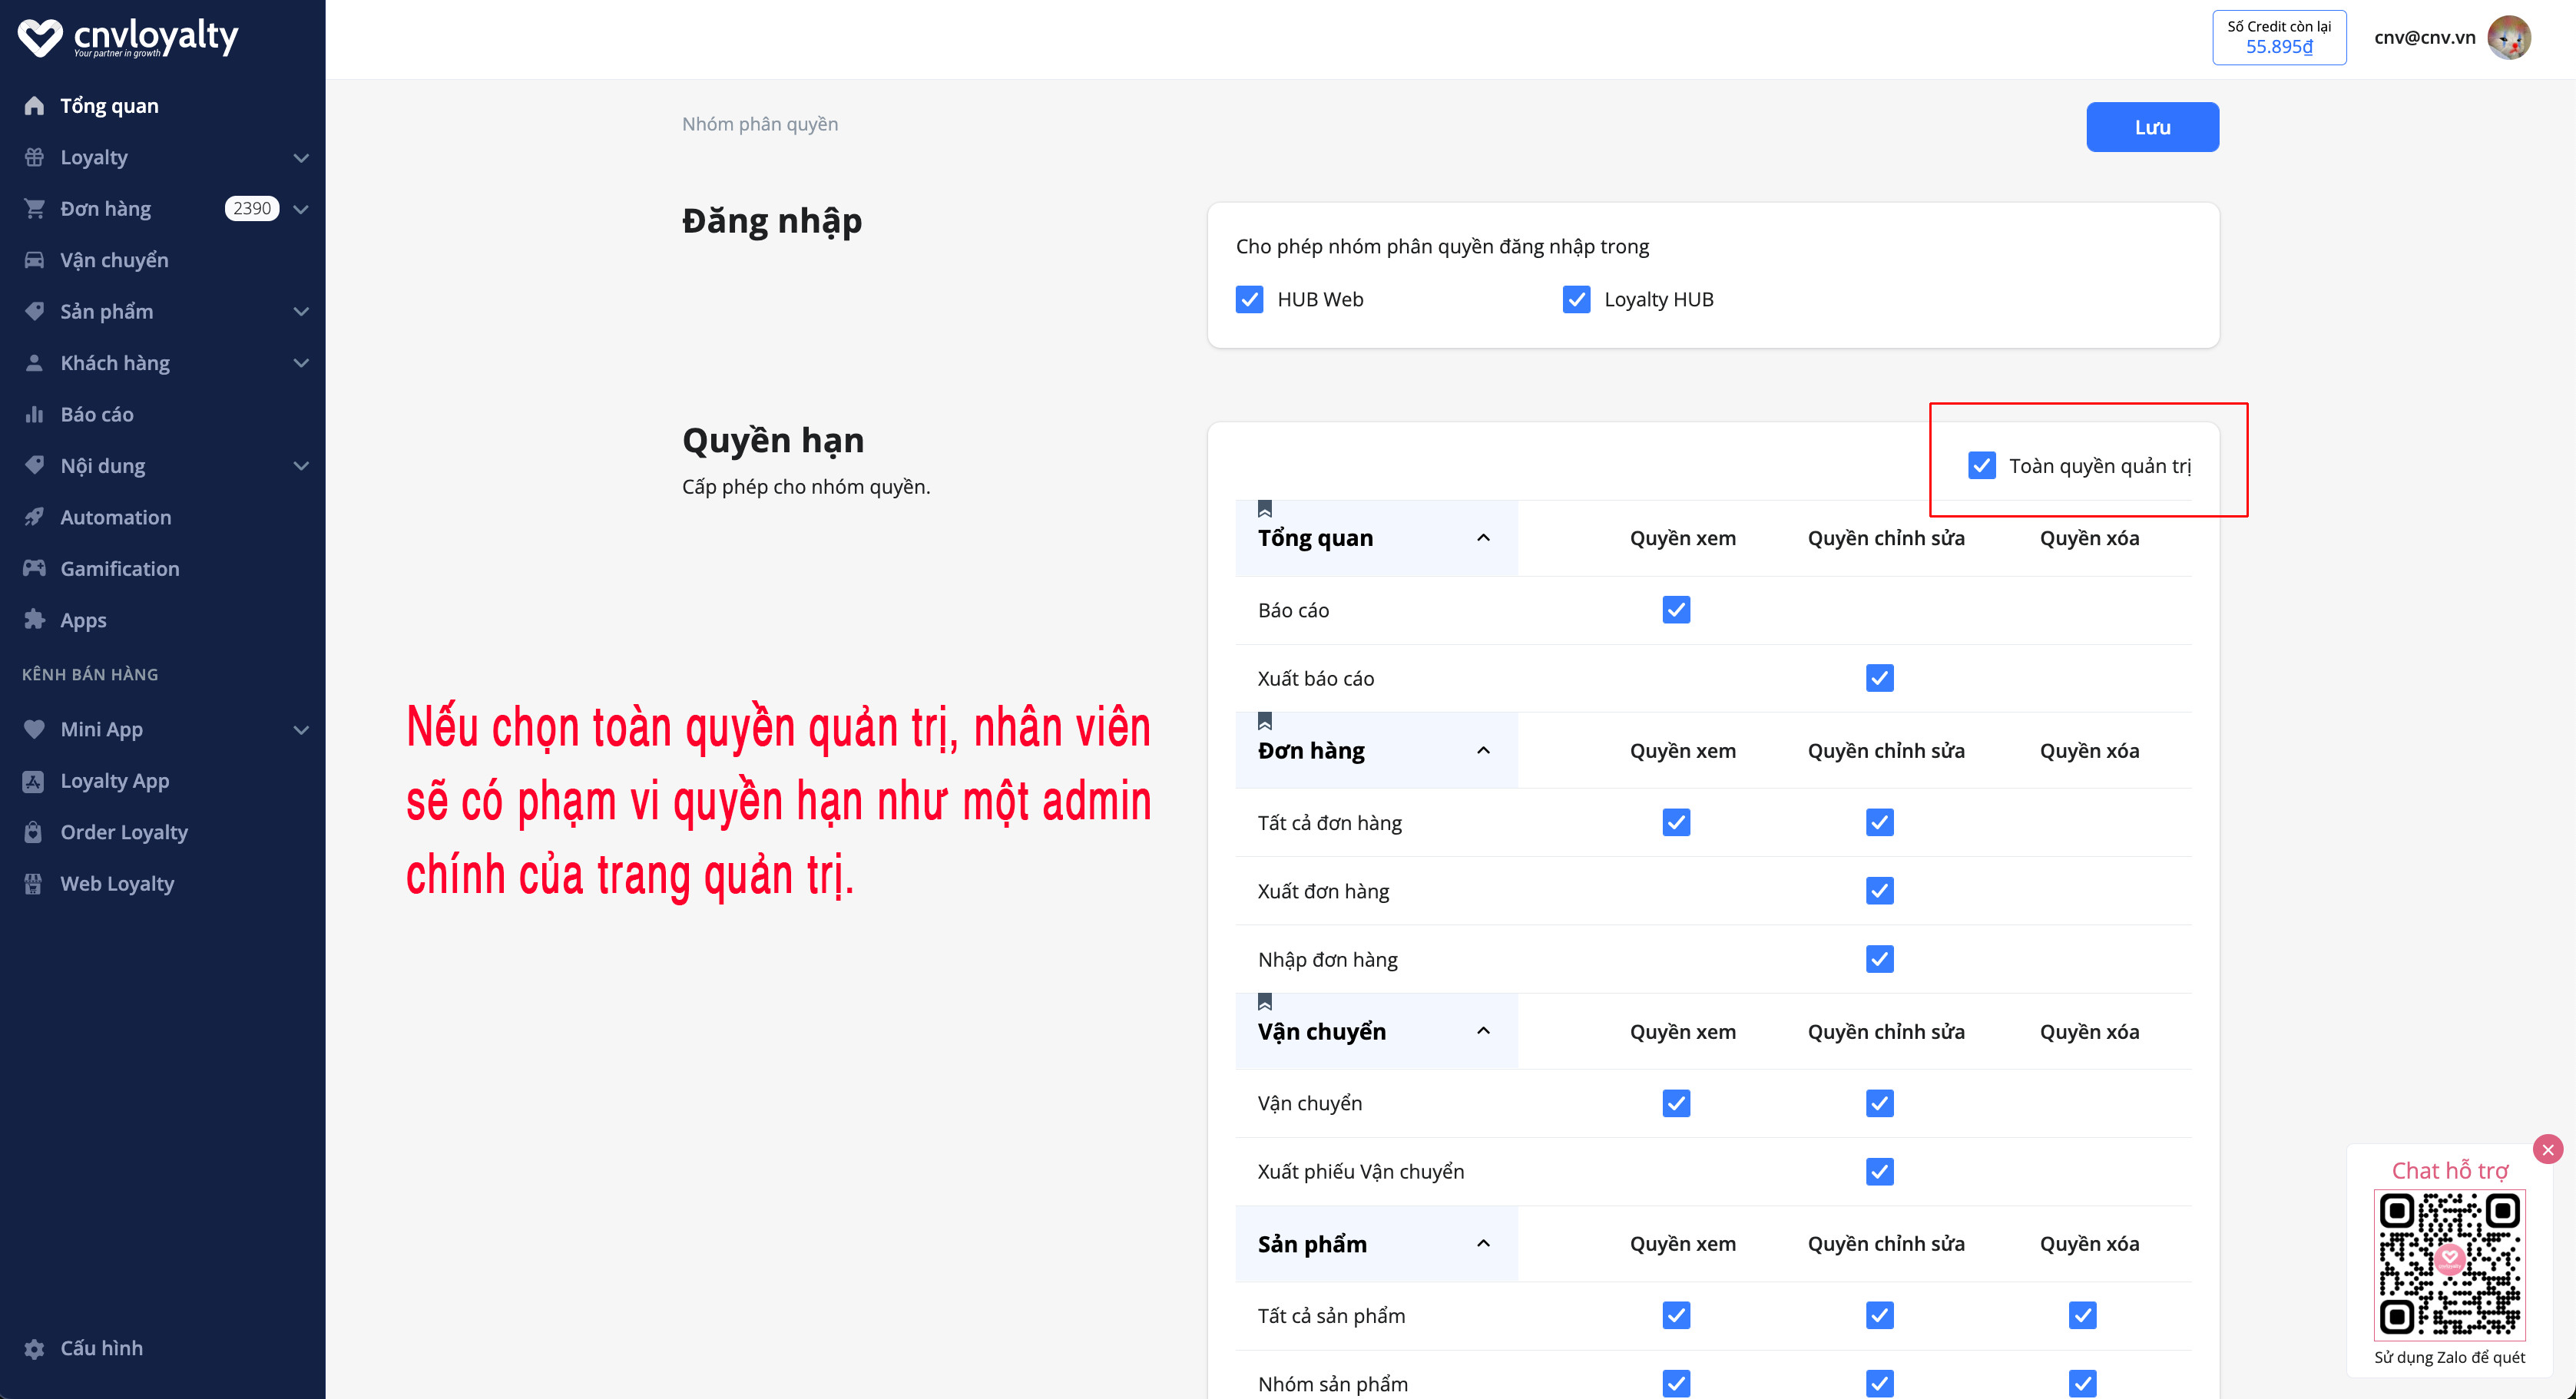 cnvloyalty
Your partner in growth
Tổng quan
Loyalty
Đơn hàng 2390
Vận chuyển
Sản phẩm
Khách hàng
Báo cáo
Nội dung
Automation
Gamification
Apps
KÊNH BÁN HÀNG
Mini App
Loyalty App
Order Loyalty
Web Loyalty
Cấu hình
Số Credit còn lại
55.895₫
cnv@cnv.vn
Nhóm phân quyền
Lưu
Đăng nhập
Cho phép nhóm phân quyền đăng nhập trong
HUB Web Loyalty HUB
Quyền hạn
Cấp phép cho nhóm quyền.
Toàn quyền quản trị
Tổng quan Quyền xem Quyền chỉnh sửa Quyền xóa
Báo cáo
Xuất báo cáo
Đơn hàng Quyền xem Quyền chỉnh sửa Quyền xóa
Tất cả đơn hàng
Xuất đơn hàng
Nhập đơn hàng
Vận chuyển Quyền xem Quyền chỉnh sửa Quyền xóa
Vận chuyển
Xuất phiếu Vận chuyển
Sản phẩm Quyền xem Quyền chỉnh sửa Quyền xóa
Tất cả sản phẩm
Nhóm sản phẩm
Nếu chọn toàn quyền quản trị, nhân viên
sẽ có phạm vi quyền hạn như một admin
chính của trang quản trị.
Chat hỗ trợ
Sử dụng Zalo để quét